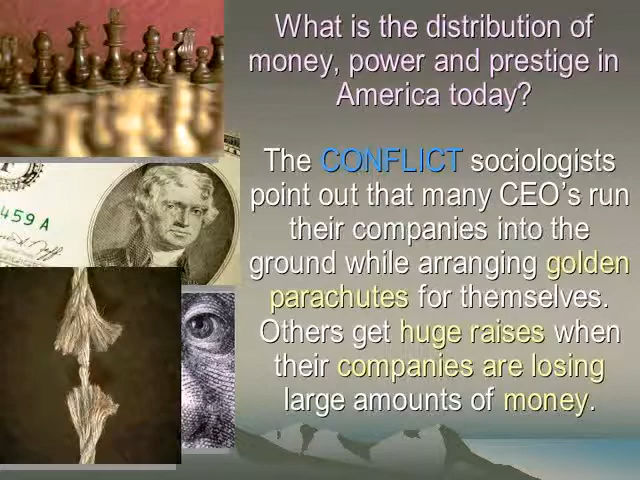 What is the distribution of
money, power and prestige in
America today?
The CONFLICT sociologists
point out that many CEO's run
their companies into the
ground while arranging golden
parachutes for themselves.
Others get huge raises when
their companies are losing
large amounts of money.
459 A